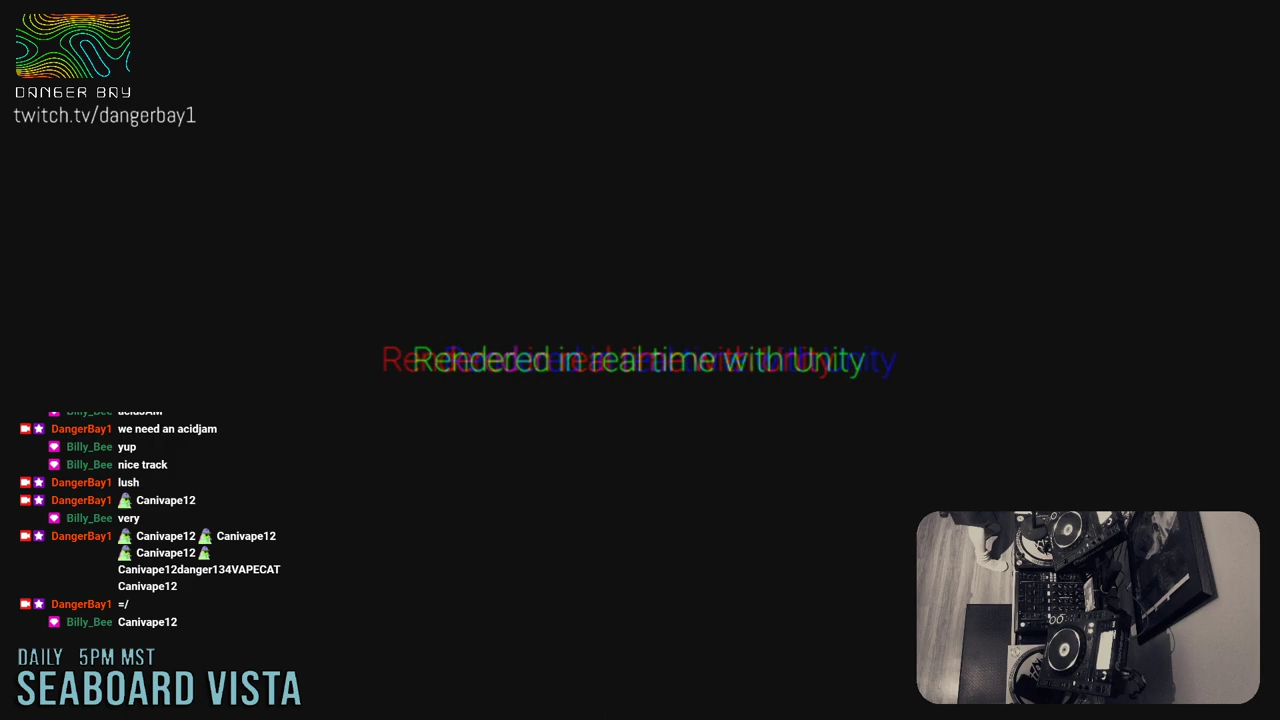 DANGER BAY
twitch.tv/dangerbay1
Rendered in real time with Unity
Billy_Bee acidJAM
DangerBay1 we need an acidjam
Billy_Bee yup
Billy_Bee nice track
DangerBay1 lush
DangerBay1 Canivape12
Billy_Bee very
DangerBay1 Canivape12 Canivape12
Canivape12
Canivape12danger134VAPECAT
Canivape12
DangerBay1 =/
Billy_Bee Canivape12
DAILY 5PM MST
SEABOARD VISTA